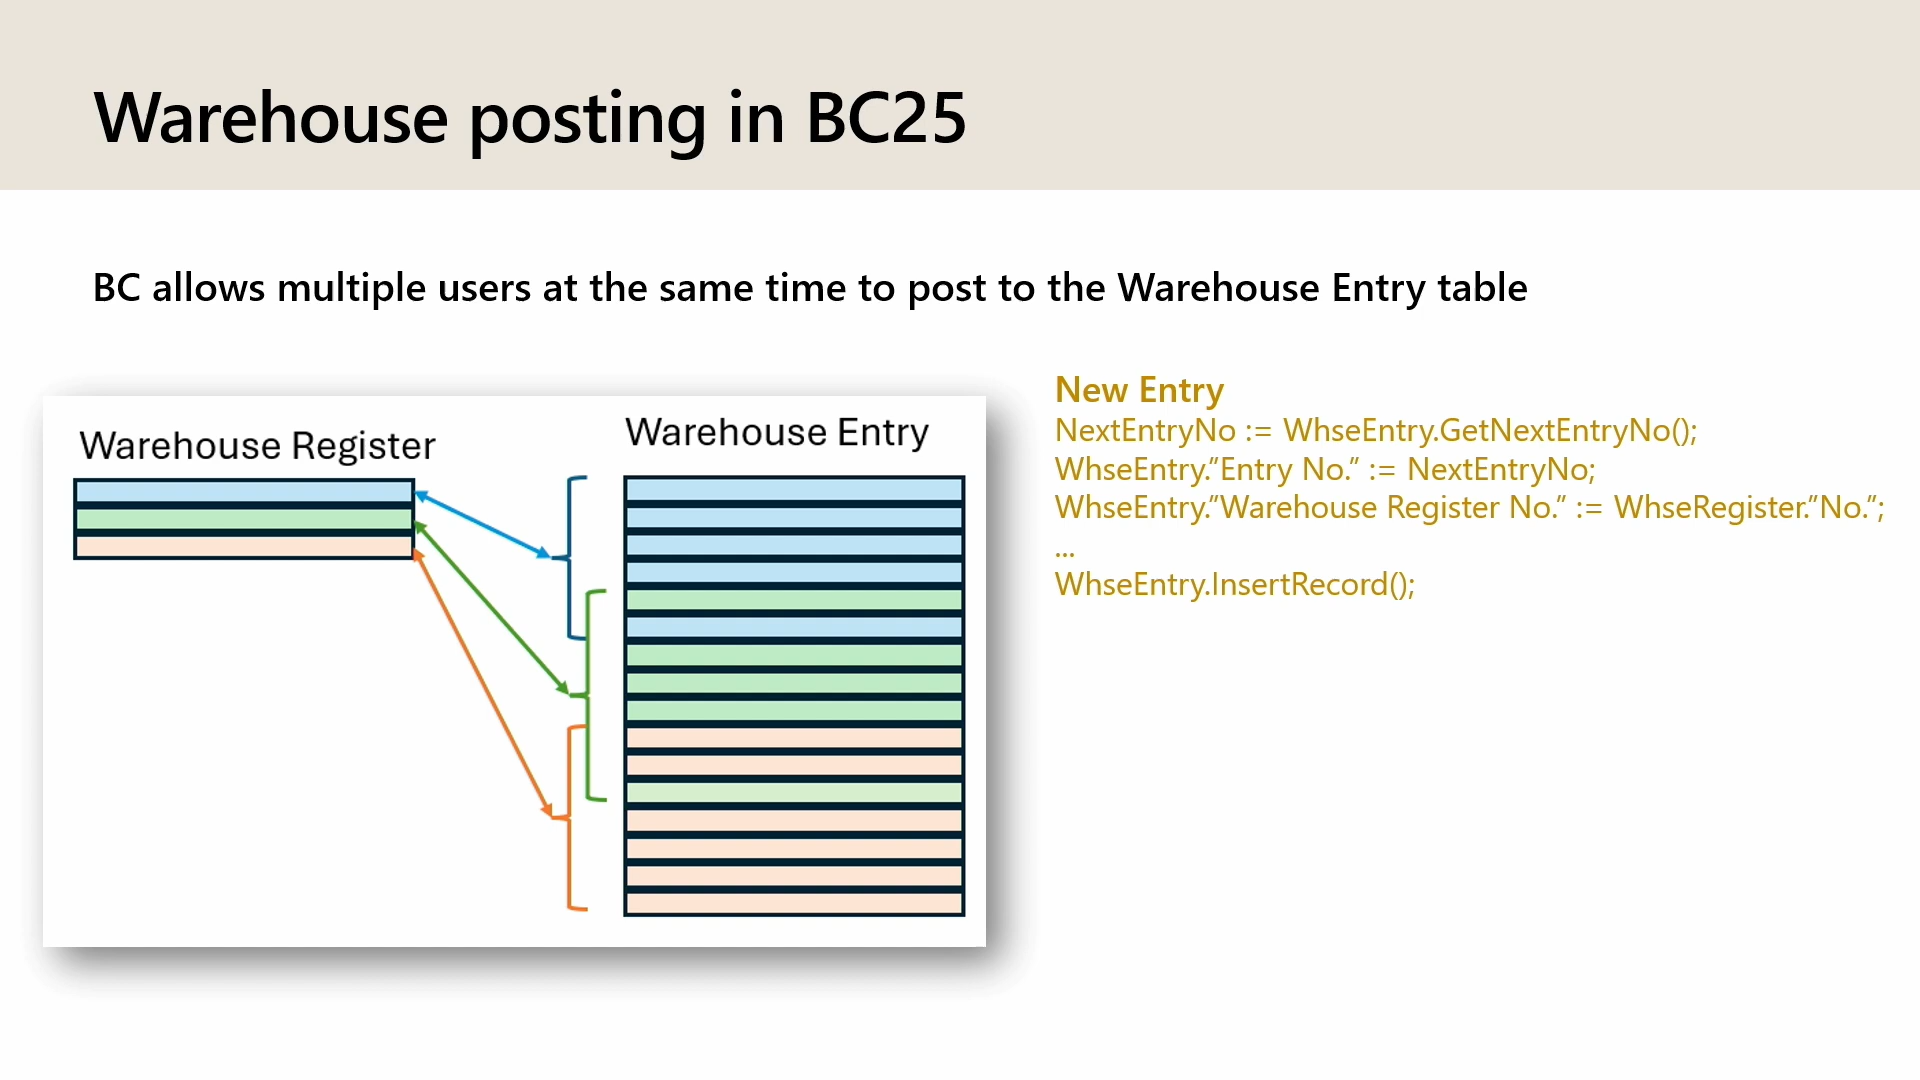 Warehouse posting in BC25
BC allows multiple users at the same time to post to the Warehouse Entry table
Warehouse Register
Warehouse Entry
New Entry
NextEntryNo := WhseEntry.GetNextEntryNo();
WhseEntry.”Entry No.” := NextEntryNo;
WhseEntry.”Warehouse Register No.” := WhseRegister.”No.”;
...
WhseEntry.InsertRecord();